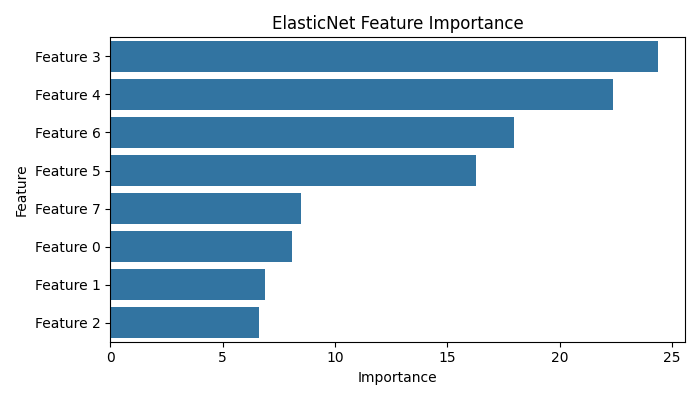 ElasticNet Feature Importance
Feature
Feature 3
Feature 4
Feature 6
Feature 5
Feature 7
Feature 0
Feature 1
Feature 2
0 5 10 15 20 25
Importance